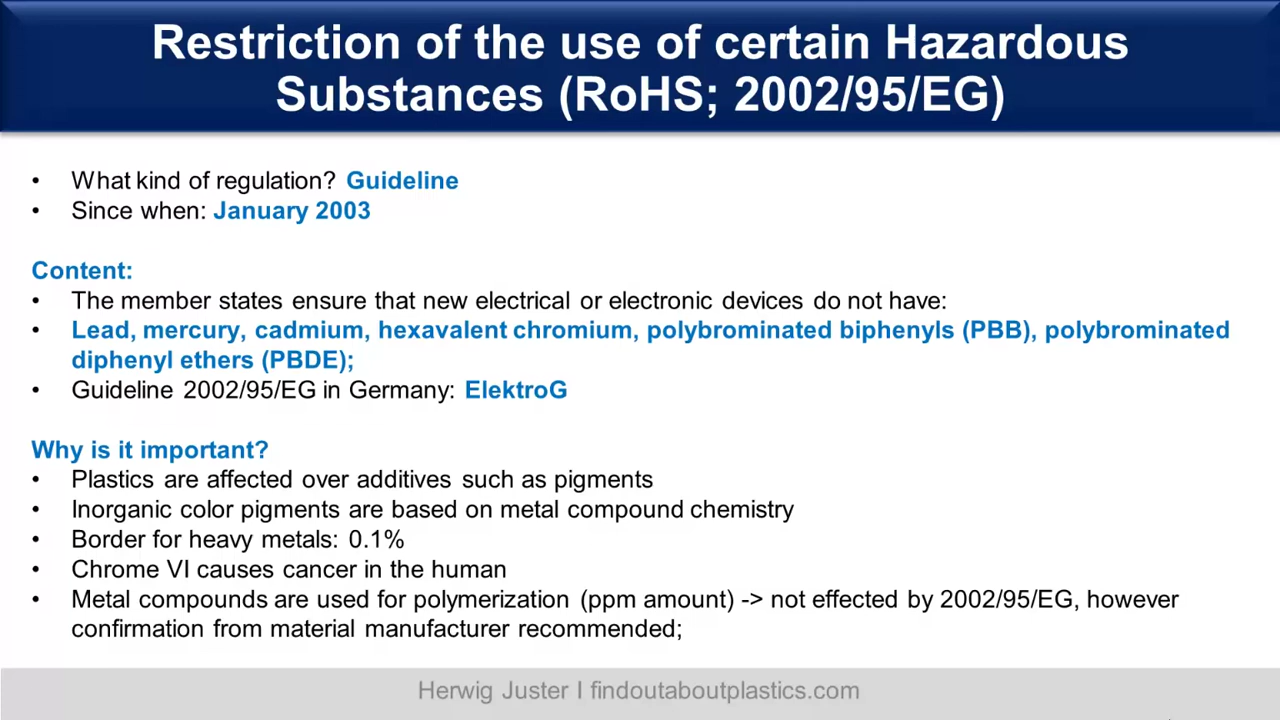 Restriction of the use of certain Hazardous
Substances (RoHS; 2002/95/EG)
• What kind of regulation? Guideline
• Since when: January 2003
Content:
• The member states ensure that new electrical or electronic devices do not have:
• Lead, mercury, cadmium, hexavalent chromium, polybrominated biphenyls (PBB), polybrominated
diphenyl ethers (PBDE);
• Guideline 2002/95/EG in Germany: ElektroG
Why is it important?
• Plastics are affected over additives such as pigments
• Inorganic color pigments are based on metal compound chemistry
• Border for heavy metals: 0.1%
• Chrome VI causes cancer in the human
• Metal compounds are used for polymerization (ppm amount) -> not effected by 2002/95/EG, however
confirmation from material manufacturer recommended;
Herwig Juster I findoutaboutplastics.com